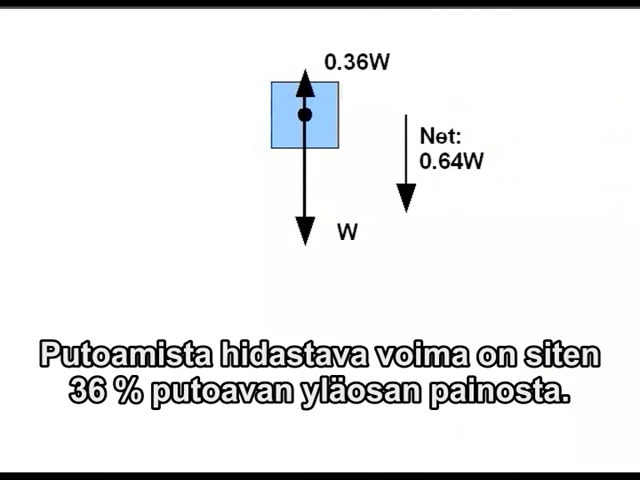 0.36W
Net:
0.64W
W
Putoamista hidastava voima on siten
36 % putoavan yläosan painosta.